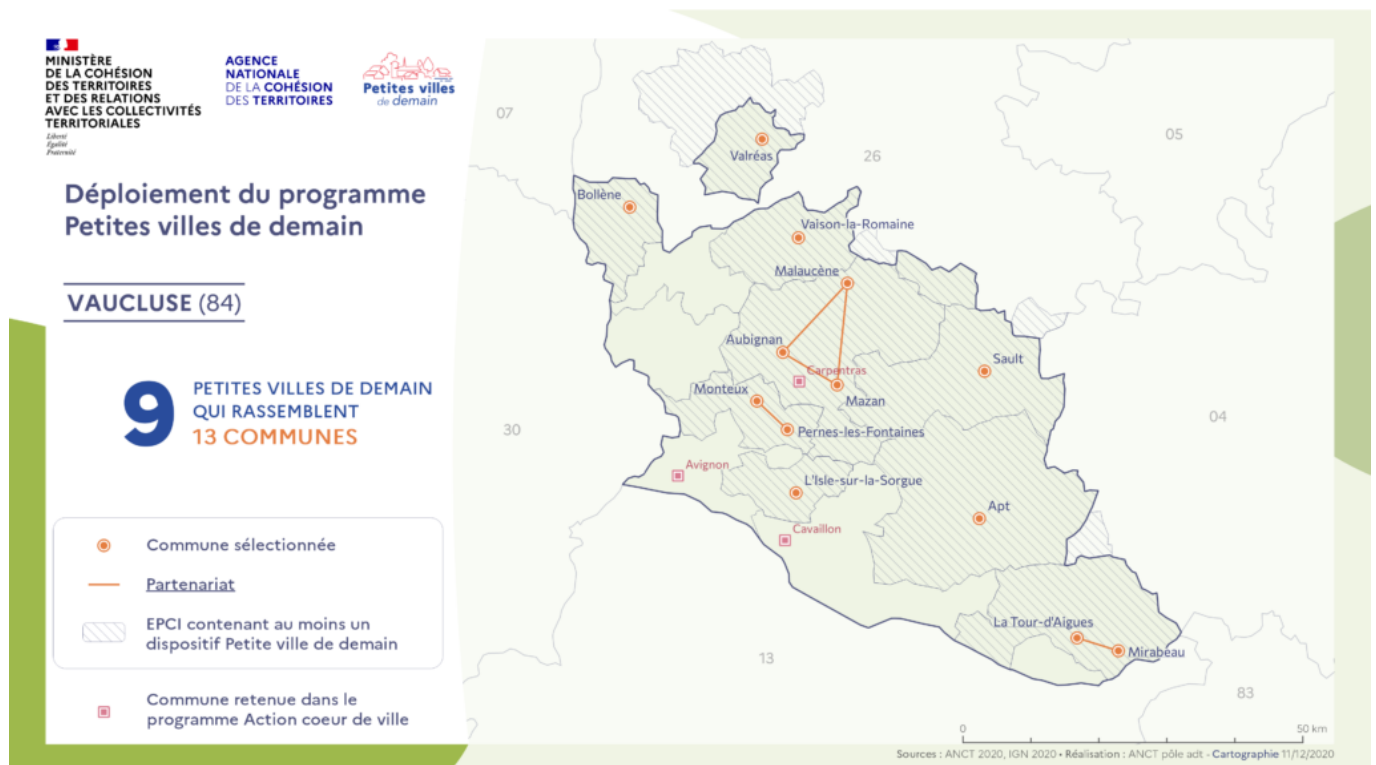 MINISTÈRE
DE LA COHÉSION
DES TERRITOIRES
ET DES RELATIONS
AVEC LES COLLECTIVITÉS
TERRITORIALES
Liberté
Égalité
Fraternité
AGENCE
NATIONALE
DE LA COHÉSION
DES TERRITOIRES
Petites villes
de demain
Déploiement du programme
Petites villes de demain
VAUCLUSE (84)
9
PETITES VILLES DE DEMAIN
QUI RASSEMBLENT
13 COMMUNES
Commune sélectionnée
Partenariat
EPCI contenant au moins un
dispositif Petite ville de demain
Commune retenue dans le
programme Action coeur de ville
07
05
26
Valréas
Bollène
Vaison-la-Romaine
Malaucène
Aubignan
Sault
Carpentras
Monteux
Mazan
04
30
Pernes-les-Fontaines
Avignon
L'Isle-sur-la-Sorgue
Apt
Cavaillon
La Tour-d'Aigues
Mirabeau
13
83
0
50 km
Sources : ANCT 2020, IGN 2020 • Réalisation : ANCT pôle adt - Cartographie 11/12/2020